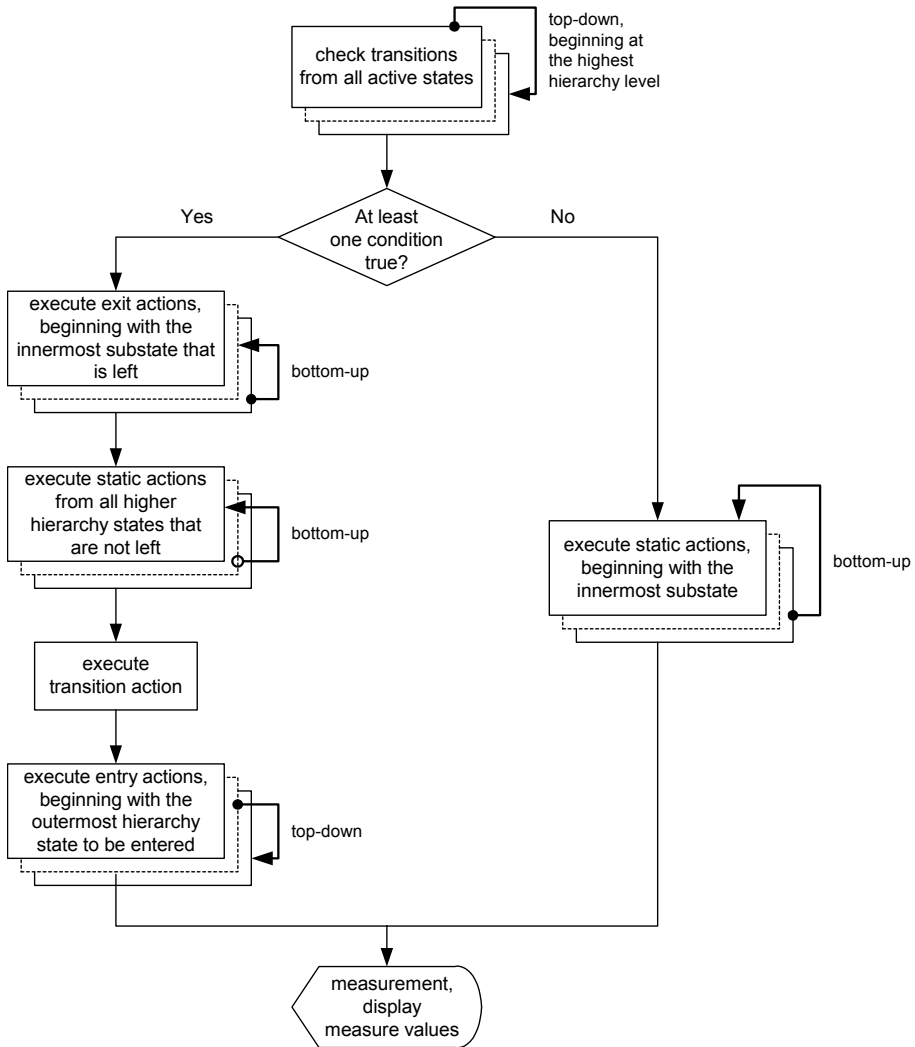 check transitions
from all active states
top-down,
beginning at
the highest
hierarchy level
At least
one condition
true?
Yes
No
execute exit actions,
beginning with the
innermost substate that
is left
bottom-up
execute static actions
from all higher
hierarchy states that
are not left
bottom-up
execute static actions,
beginning with the
innermost substate
bottom-up
execute
transition action
execute entry actions,
beginning with the
outermost hierarchy
state to be entered
top-down
measurement,
display
measure values